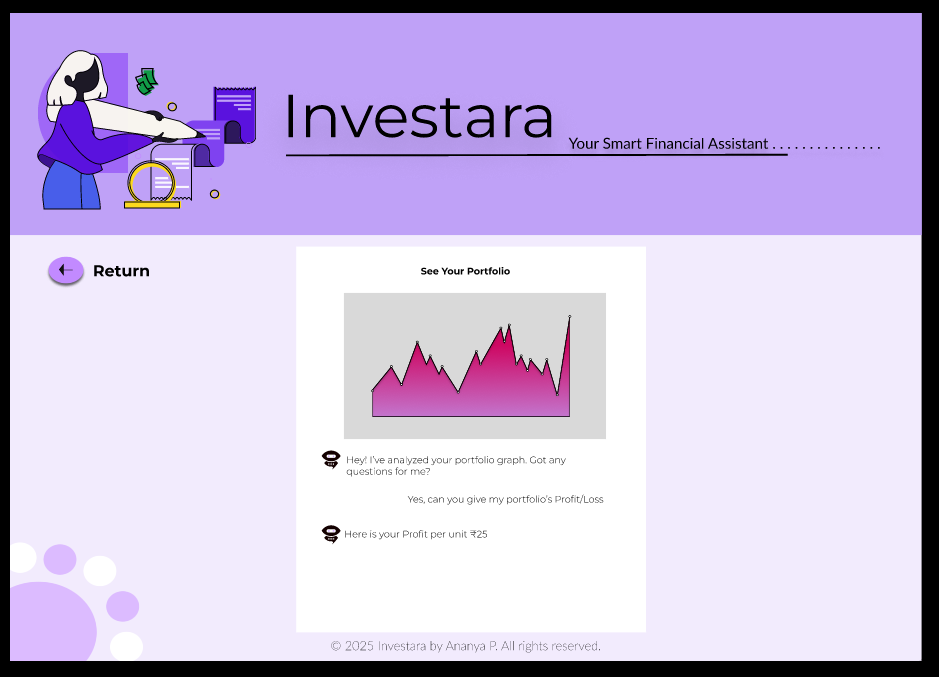 Investara
Your Smart Financial Assistant . . . . . . . . . . . . . . .
Return
See Your Portfolio
Hey! I've analyzed your portfolio graph. Got any
questions for me?
Yes, can you give my portfolio's Profit/Loss
Here is your Profit per unit ₹25
© 2025 Investara by Ananya P. All rights reserved.